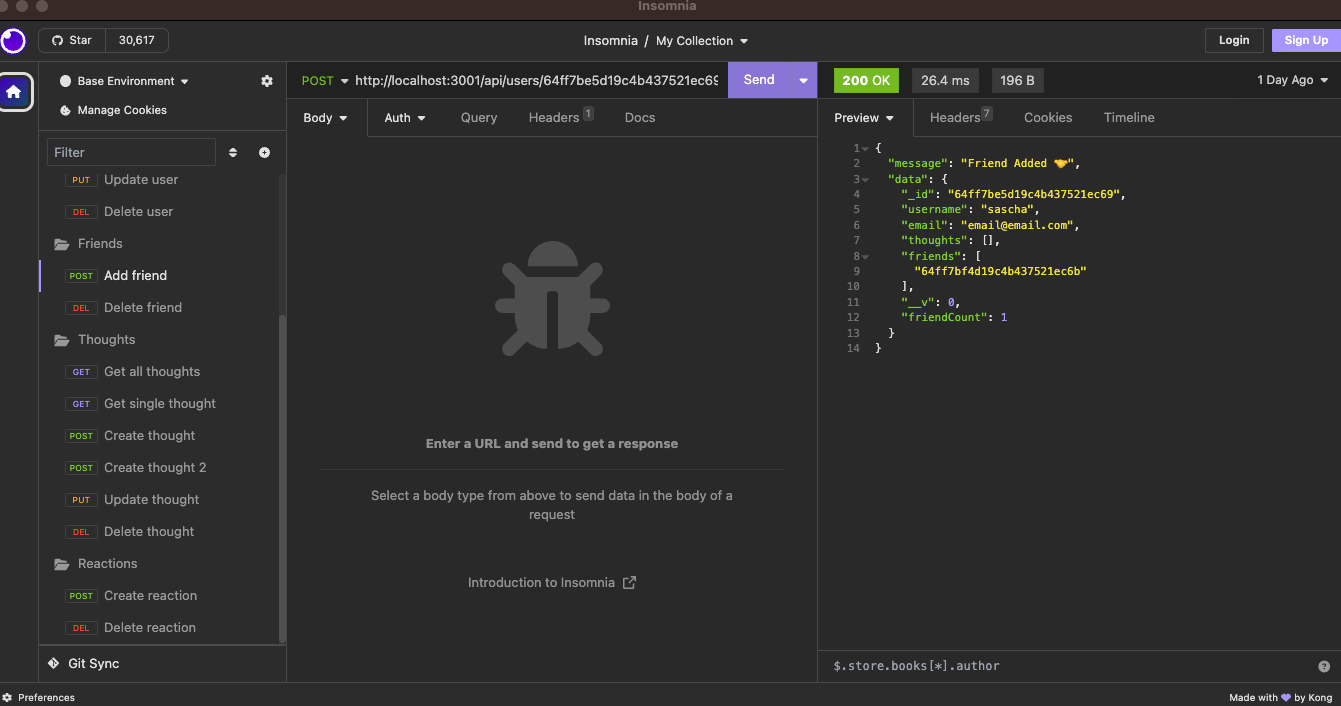 Insomnia
Star 30,617
Insomnia / My Collection
Login Sign Up
Base Environment
Manage Cookies
Filter
PUT Update user
DEL Delete user
Friends
POST Add friend
DEL Delete friend
Thoughts
GET Get all thoughts
GET Get single thought
POST Create thought
POST Create thought 2
PUT Update thought
DEL Delete thought
Reactions
POST Create reaction
DEL Delete reaction
Git Sync
Preferences
POST http://localhost:3001/api/users/64ff7be5d19c4b437521ec69 Send
Body Auth Query Headers 1 Docs
Enter a URL and send to get a response
Select a body type from above to send data in the body of a
request
Introduction to Insomnia
200 OK 26.4 ms 196 B 1 Day Ago
Preview Headers 7 Cookies Timeline
1 {
2 "message": "Friend Added 🤝",
3 "data": {
4 "_id": "64ff7be5d19c4b437521ec69",
5 "username": "sascha",
6 "email": "email@email.com",
7 "thoughts": [],
8 "friends": [
9 "64ff7bf4d19c4b437521ec6b"
10 ],
11 "__v": 0,
12 "friendCount": 1
13 }
14 }
$.store.books[*].author
Made with 💜 by Kong